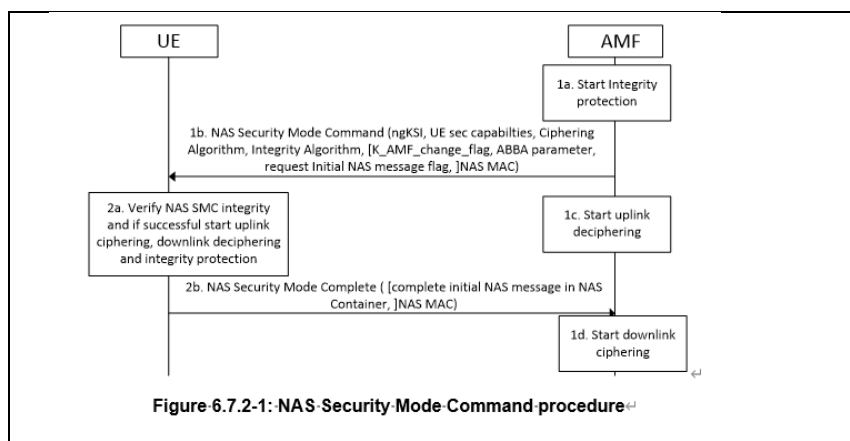 UE
AMF
1a. Start Integrity
protection
1b. NAS Security Mode Command (ngKSI, UE sec capabilties, Ciphering
Algorithm, Integrity Algorithm, [K_AMF_change_flag, ABBA parameter,
request Initial NAS message flag, ]NAS MAC)
2a. Verify NAS SMC integrity
and if successful start uplink
ciphering, downlink deciphering
and integrity protection
1c. Start uplink
deciphering
2b. NAS Security Mode Complete ( [complete initial NAS message in NAS
Container, ]NAS MAC)
1d. Start downlink
ciphering
Figure 6.7.2-1: NAS Security Mode Command procedure